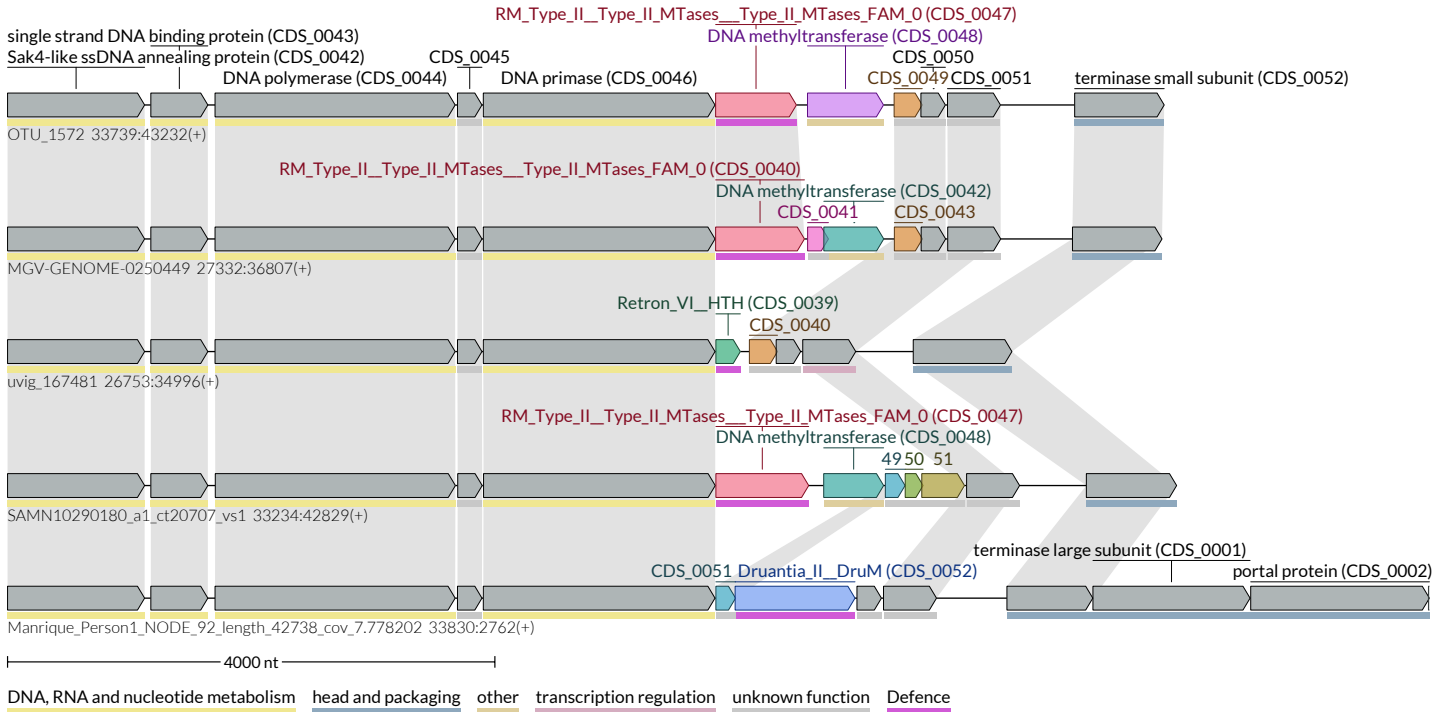 RM_Type_II__Type_II_MTases___Type_II_MTases_FAM_0 (CDS_0047)
single strand DNA binding protein (CDS_0043)
DNA methyltransferase (CDS_0048)
Sak4-like ssDNA annealing protein (CDS_0042)
CDS_0045
CDS_0050
DNA polymerase (CDS_0044)
DNA primase (CDS_0046)
CDS_0049
CDS_0051
terminase small subunit (CDS_0052)
OTU_1572 33739:43232(+)
RM_Type_II__Type_II_MTases___Type_II_MTases_FAM_0 (CDS_0040)
DNA methyltransferase (CDS_0042)
CDS_0041
CDS_0043
MGV-GENOME-0250449 27332:36807(+)
Retron_VI__HTH (CDS_0039)
CDS_0040
uvig_167481 26753:34996(+)
RM_Type_II__Type_II_MTases___Type_II_MTases_FAM_0 (CDS_0047)
DNA methyltransferase (CDS_0048)
49 50 51
SAMN10290180_a1_ct20707_vs1 33234:42829(+)
terminase large subunit (CDS_0001)
CDS_0051 Druantia_II__DruM (CDS_0052)
portal protein (CDS_0002)
Manrique_Person1_NODE_92_length_42738_cov_7.778202 33830:2762(+)
4000 nt
DNA, RNA and nucleotide metabolism head and packaging other transcription regulation unknown function Defence